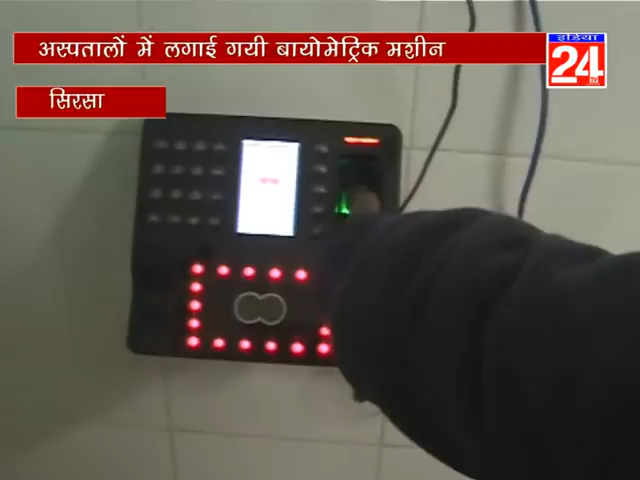 अस्पतालों में लगाई गयी बायोमेट्रिक मशीन
इंडिया
24
सिरसा